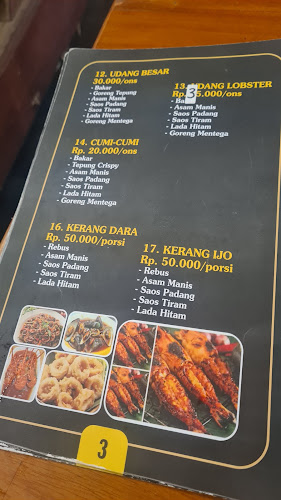 12. UDANG BESAR
30.000/ons
- Bakar
- Goreng Tepung
- Asam Manis
- Saos Padang
- Saos Tiram
- Lada Hitam
- Goreng Mentega
13. UDANG LOBSTER
Rp. 35.000/ons
- Bakar
- Asam Manis
- Saos Padang
- Saos Tiram
- Lada Hitam
- Goreng Mentega
14. CUMI-CUMI
Rp. 20.000/ons
- Bakar
- Tepung Crispy
- Asam Manis
- Saos Padang
- Saos Tiram
- Lada Hitam
- Goreng Mentega
16. KERANG DARA
Rp. 50.000/porsi
- Rebus
- Asam Manis
- Saos Padang
- Saos Tiram
- Lada Hitam
17. KERANG IJO
Rp. 50.000/porsi
- Rebus
- Asam Manis
- Saos Padang
- Saos Tiram
- Lada Hitam
3